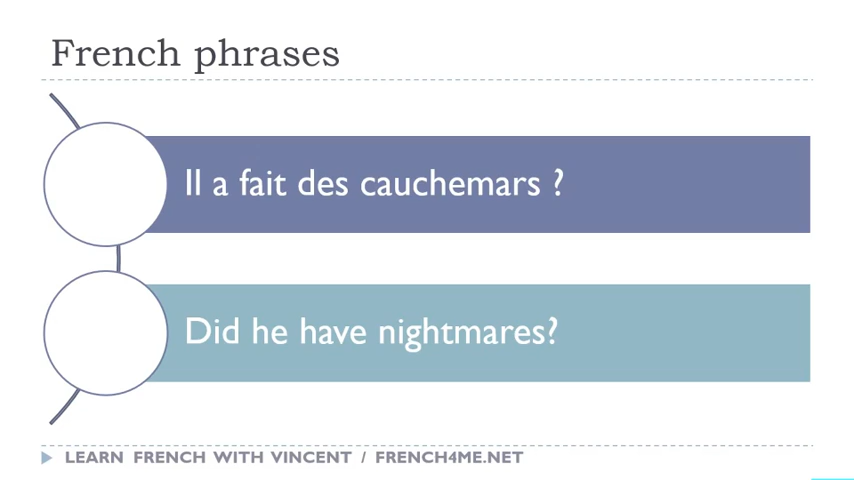 French phrases
Il a fait des cauchemars ?
Did he have nightmares?
LEARN FRENCH WITH VINCENT / FRENCH4ME.NET